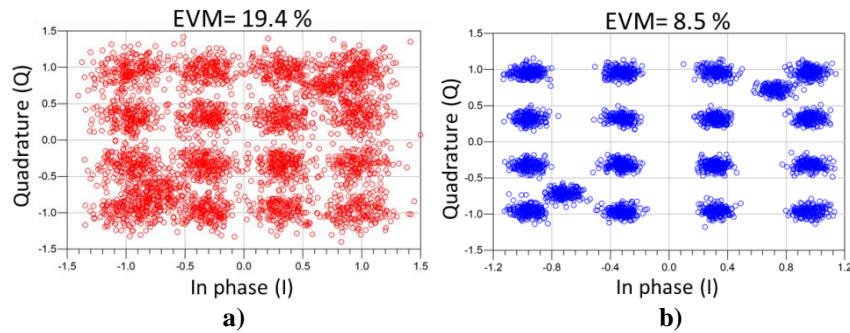 EVM= 19.4 %
1.5
1.0
0.5
0.0
-0.5
-1.0
-1.5
Quadrature (Q)
-1.5 -1.0 -0.5 0.0 0.5 1.0 1.5
In phase (I)
a)
EVM= 8.5 %
1.5
1.0
0.5
0.0
-0.5
-1.0
-1.5
Quadrature (Q)
-1.2 -0.8 -0.4 0.0 0.4 0.8 1.2
In phase (I)
b)